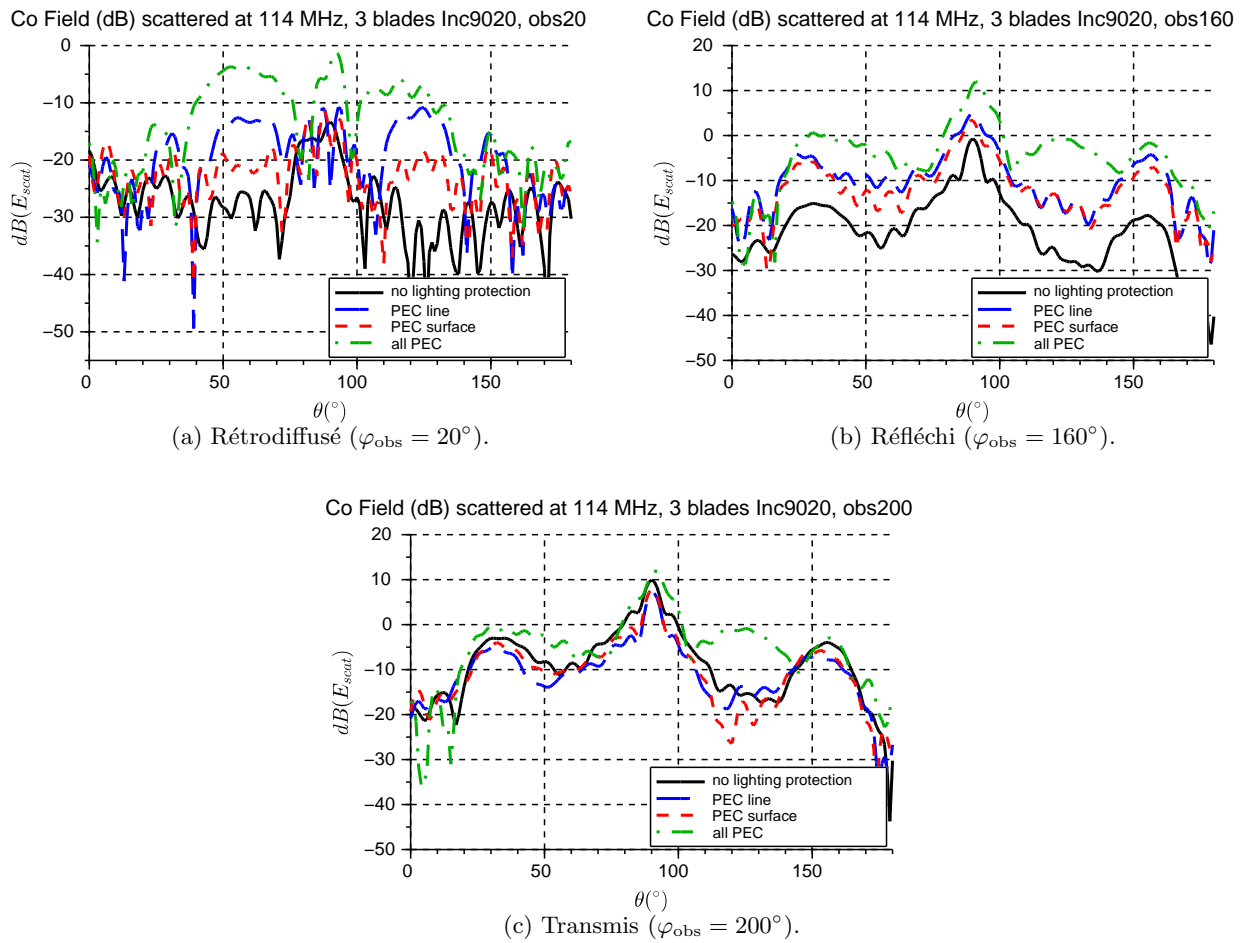 Co Field (dB) scattered at 114 MHz, 3 blades Inc9020, obs20
0
−10
−20
−30
−40
−50
dB(E_scat)
0
50
100
150
θ(°)
no lighting protection
PEC line
PEC surface
all PEC
(a) Rétrodiffusé (φobs = 20°).
Co Field (dB) scattered at 114 MHz, 3 blades Inc9020, obs160
20
10
0
−10
−20
−30
−40
−50
dB(E_scat)
0
50
100
150
θ(°)
no lighting protection
PEC line
PEC surface
all PEC
(b) Réfléchi (φobs = 160°).
Co Field (dB) scattered at 114 MHz, 3 blades Inc9020, obs200
20
10
0
−10
−20
−30
−40
−50
dB(E_scat)
0
50
100
150
θ(°)
no lighting protection
PEC line
PEC surface
all PEC
(c) Transmis (φobs = 200°).